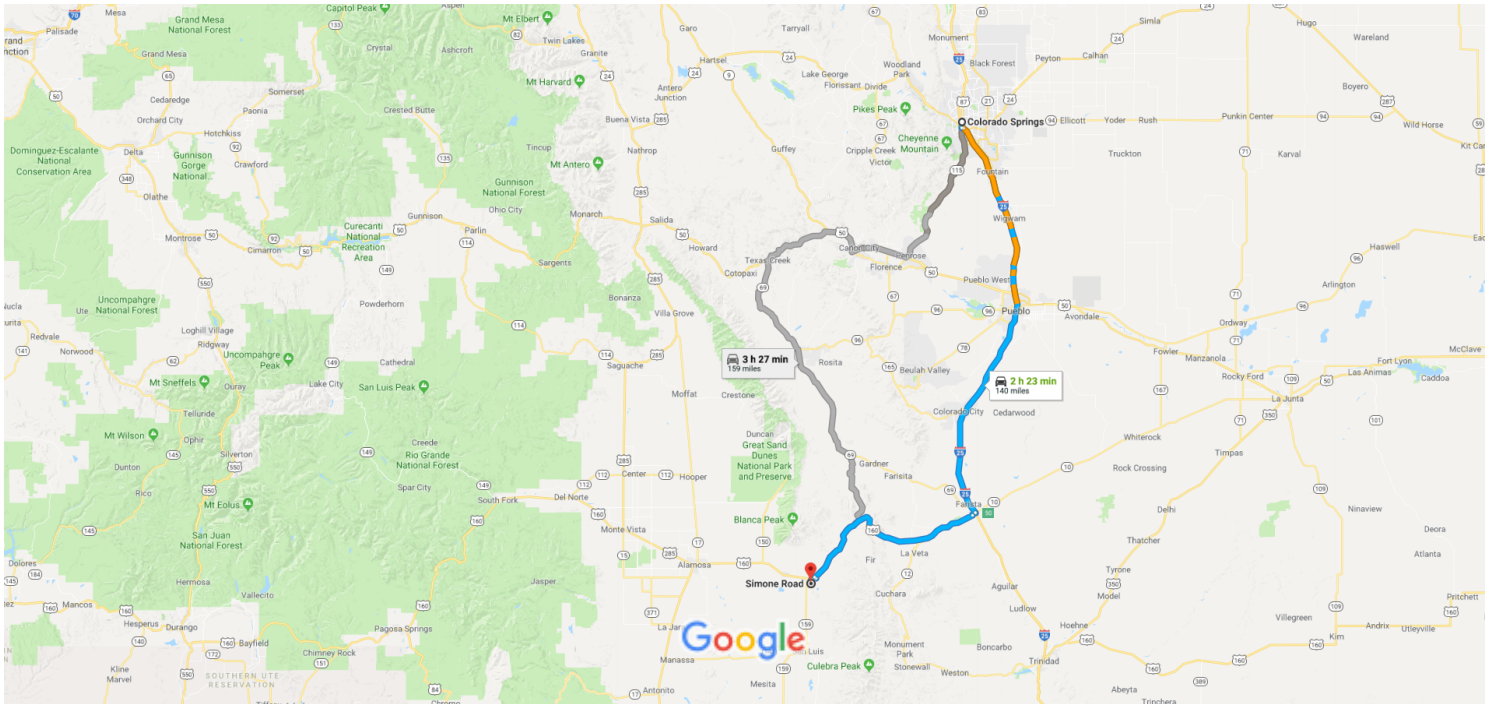 Grand Mesa
National Forest
Capitol Peak
Aspen
Mt Elbert
Twin Lakes
Granite
Garo
Tarryall
Monument
Simla
Hugo
Wareland
Palisade
Mesa
Grand Mesa
Crystal
Ashcroft
Hartsel
Woodland
Park
Black Forest
Peyton
Calhan
rand
nction
Cedaredge
Somerset
Mt Harvard
Antero
Junction
Lake George
Florissant
Divide
Boyero
Orchard City
Paonia
Crested Butte
Buena Vista
Pikes Peak
Colorado Springs
Ellicott
Yoder
Rush
Punkin Center
Wild Horse
Hotchkiss
Crawford
Delta
Tincup
Nathrop
Guffey
Cheyenne
Mountain
Cripple Creek
Victor
Truckton
Karval
Kit Car
Dominguez-Escalante
National
Conservation Area
Gunnison
Gorge
National...
Mt Antero
Fountain
Olathe
Gunnison
National Forest
Ohio City
Wigwam
Gunnison
Parlin
Monarch
Salida
Montrose
Cimarron
Curecanti
National
Recreation
Area
Howard
Canon City
Penrose
Haswell
Sargents
Texas Creek
Cotopaxi
Florence
Pueblo West
Arlington
Uncompahgre
National Forest
Powderhorn
Bonanza
Villa Grove
Pueblo
Avondale
Nucla
Ute
urita
Redvale
Norwood
Loghill Village
Ridgway
Ordway
Cathedral
Saguache
3 h 27 min
159 miles
Rosita
Beulah Valley
Fowler
Manzanola
Fort Lyon
McClave
Uncompahgre
Peak
Mt Sneffels
Ouray
Lake City
San Luis Peak
Moffat
Crestone
2 h 23 min
140 miles
Rocky Ford
Las Animas
Caddoa
La Junta
Telluride
Colorado City
Cedarwood
Mt Wilson
Ophir
Silverton
Creede
Rio Grande
National Forest
Duncan
Great Sand
Dunes
National Park
and Preserve
Whiterock
Timpas
Dunton
Rico
Spar City
Center
Hooper
Gardner
Farisita
Rock Crossing
Mt Eolus
South Fork
Del Norte
Farista
Delhi
Ninaview
San Juan
National Forest
Monte Vista
Blanca Peak
Deora
Dolores
La Veta
Thatcher
Atlanta
Hermosa
Alamosa
Fir
Simone Road
Tyrone
Model
Vallecito
Jasper
Cuchara
Aguilar
Pritchett
Mancos
Hesperus
Durango
Pagosa Springs
La Jara
Ludlow
Hoehne
Villegreen
Andrix
Utleyville
Bayfield
Google
Kim
Chimney Rock
Manassa
an Luis
Monument
Park
Boncarbo
Kline
Marvel
SOUTHERN UTE
RESERVATION
Culebra Peak
Stonewall
Weston
Trinidad
Antonito
Mesita
Abeyta
Trinchera